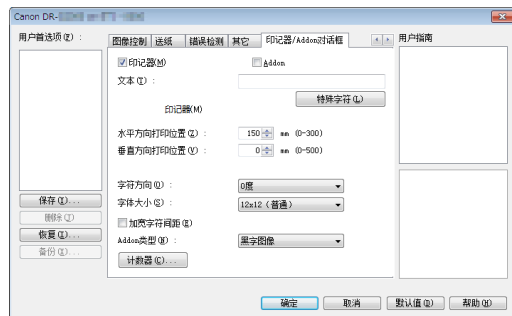 Canon DR-
用户首选项(E):
图像控制 送纸 错误检测 其它 印记器/Addon对话框
用户指南
印记器(M) Addon
文本(T):
特殊字符(L)
印记器(M)
水平方向打印位置(Z): 150 mm (0-300)
垂直方向打印位置(V): 0 mm (0-500)
字符方向(O): 0度
字体大小(S): 12x12（普通）
加宽字符间距(R)
Addon类型(N): 黑字图像
计数器(C)...
保存(I)...
删除(J)
恢复(X)...
备份(Y)...
确定 取消 默认值(D) 帮助(H)